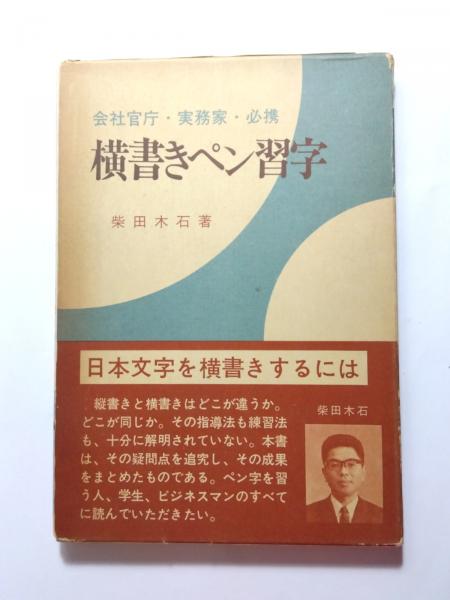 会社官庁・実務家・必携
横書きペン習字
柴田木石著
日本文字を横書きするには
縦書きと横書きはどこが違うか。
どこが同じか。その指導法も練習法
も、十分に解明されていない。本書
は、その疑問点を追究し、その成果
をまとめたものである。ペン字を習
う人、学生、ビジネスマンのすべて
に読んでいただきたい。
柴田木石